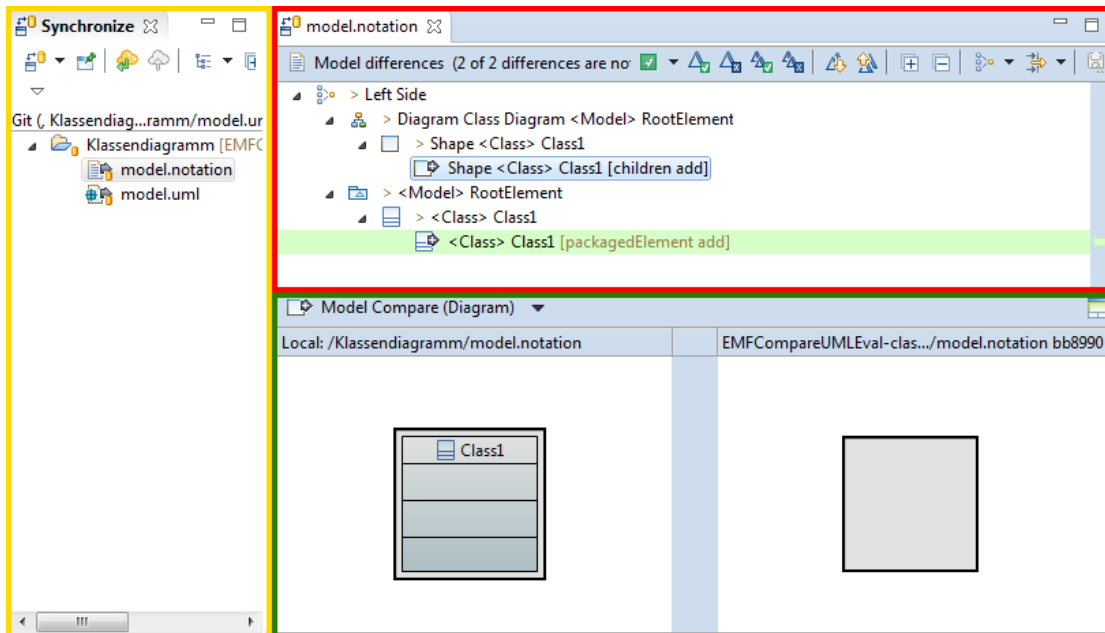 Synchronize
Git (, Klassendiag...ramm/model.ur
Klassendiagramm [EMFC
model.notation
model.uml
model.notation
Model differences (2 of 2 differences are no
> Left Side
> Diagram Class Diagram <Model> RootElement
> Shape <Class> Class1
Shape <Class> Class1 [children add]
> <Model> RootElement
> <Class> Class1
<Class> Class1 [packagedElement add]
Model Compare (Diagram)
Local: /Klassendiagramm/model.notation
EMFCompareUMLEval-clas.../model.notation bb8990
Class1